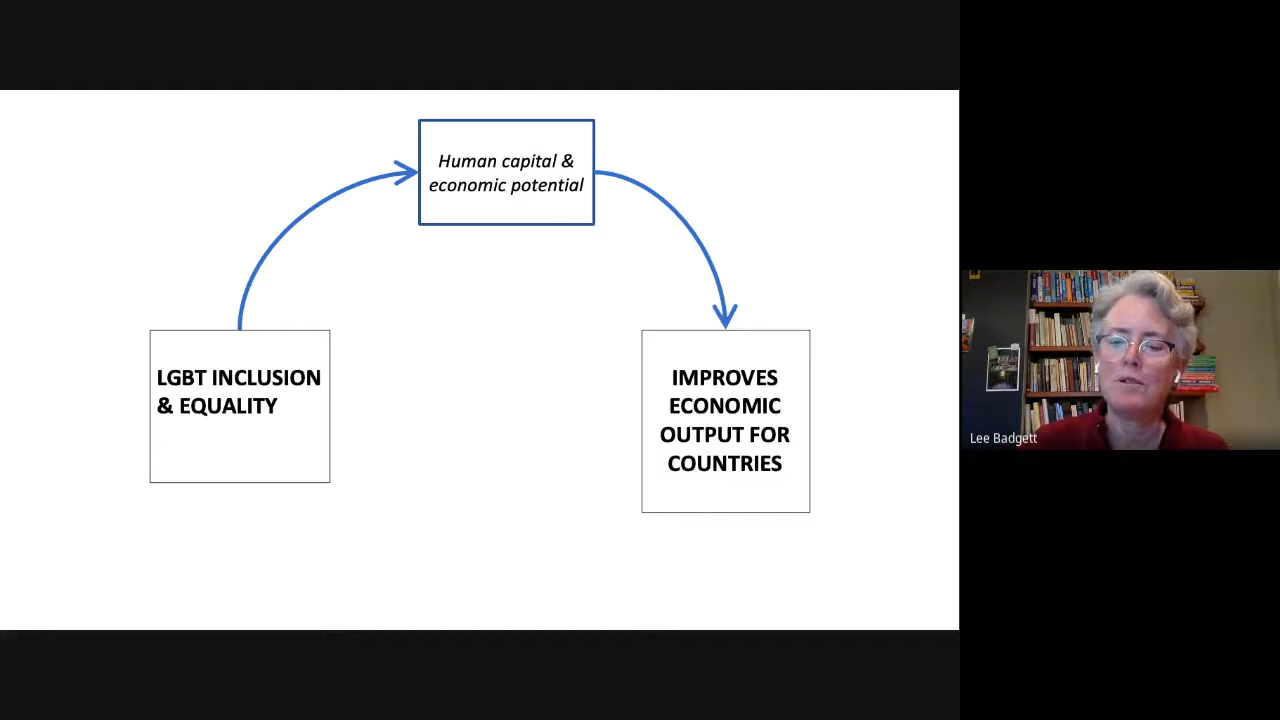 Human capital &
economic potential
LGBT INCLUSION
& EQUALITY
IMPROVES
ECONOMIC
OUTPUT FOR
COUNTRIES
Lee Badgett